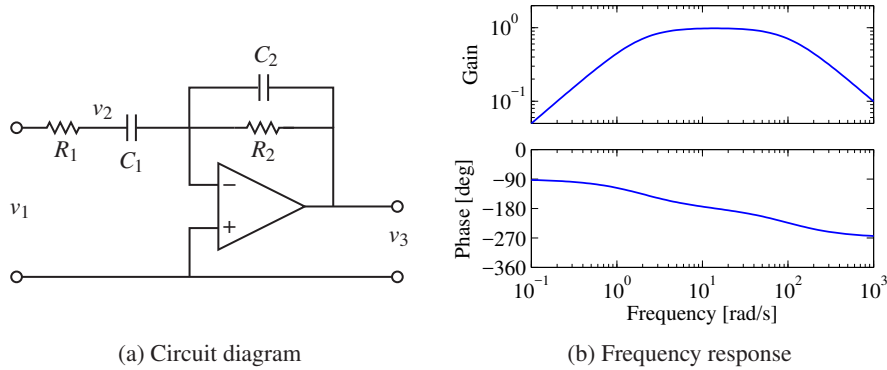 C2
v2
R1
C1
R2
−
+
v1
v3
(a) Circuit diagram
10^0
10^-1
Gain
0
−90
−180
−270
−360
Phase [deg]
10^-1 10^0 10^1 10^2 10^3
Frequency [rad/s]
(b) Frequency response